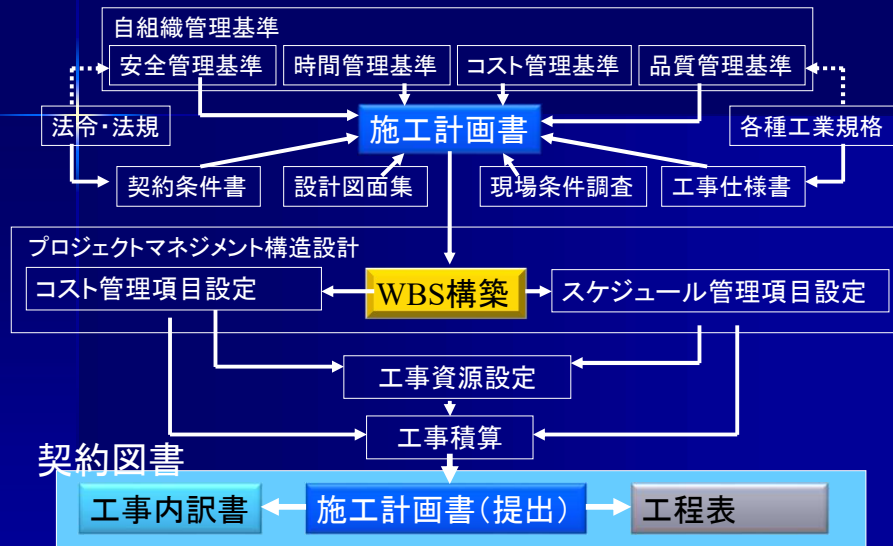 自組織管理基準
安全管理基準
時間管理基準
コスト管理基準
品質管理基準
法令・法規
施工計画書
各種工業規格
契約条件書
設計図面集
現場条件調査
工事仕様書
プロジェクトマネジメント構造設計
コスト管理項目設定
WBS構築
スケジュール管理項目設定
工事資源設定
工事積算
契約図書
工事内訳書
施工計画書(提出)
工程表